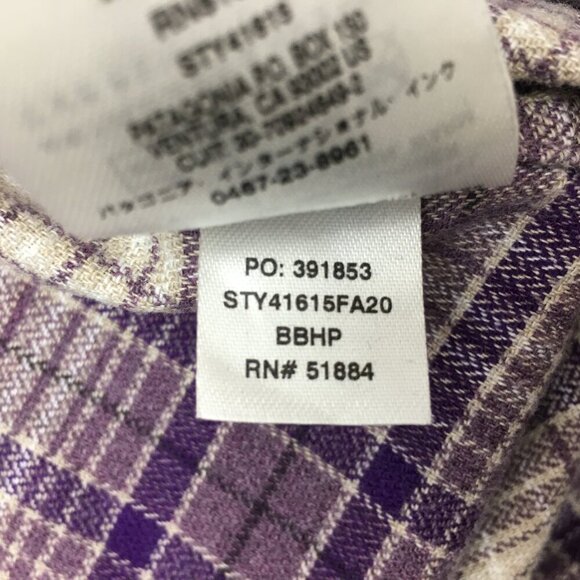 STY41615
PATAGONIA P.O. BOX 150
VENTURA, CA 93002 US
パタゴニア・インターナショナル・インク
0467-23-8961
PO: 391853
STY41615FA20
BBHP
RN# 51884